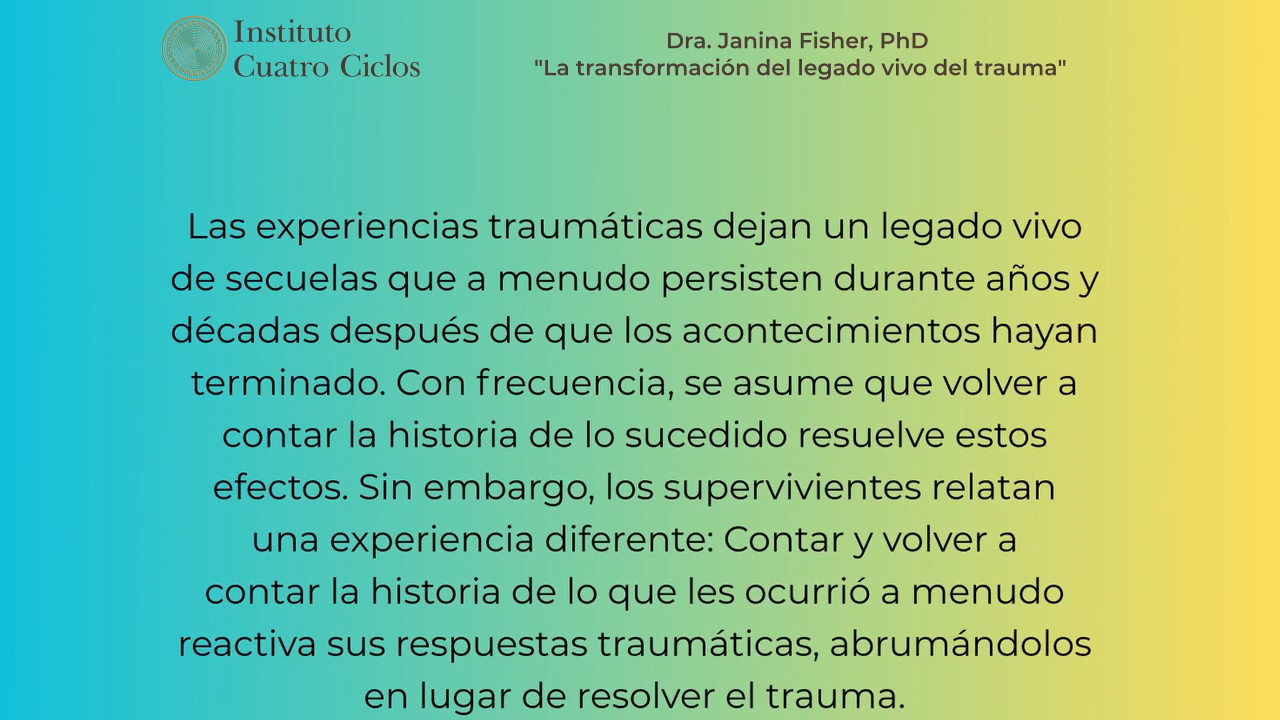 Instituto
Cuatro Ciclos
Dra. Janina Fisher, PhD
"La transformación del legado vivo del trauma"
Las experiencias traumáticas dejan un legado vivo
de secuelas que a menudo persisten durante años y
décadas después de que los acontecimientos hayan
terminado. Con frecuencia, se asume que volver a
contar la historia de lo sucedido resuelve estos
efectos. Sin embargo, los supervivientes relatan
una experiencia diferente: Contar y volver a
contar la historia de lo que les ocurrió a menudo
reactiva sus respuestas traumáticas, abrumándolos
en lugar de resolver el trauma.